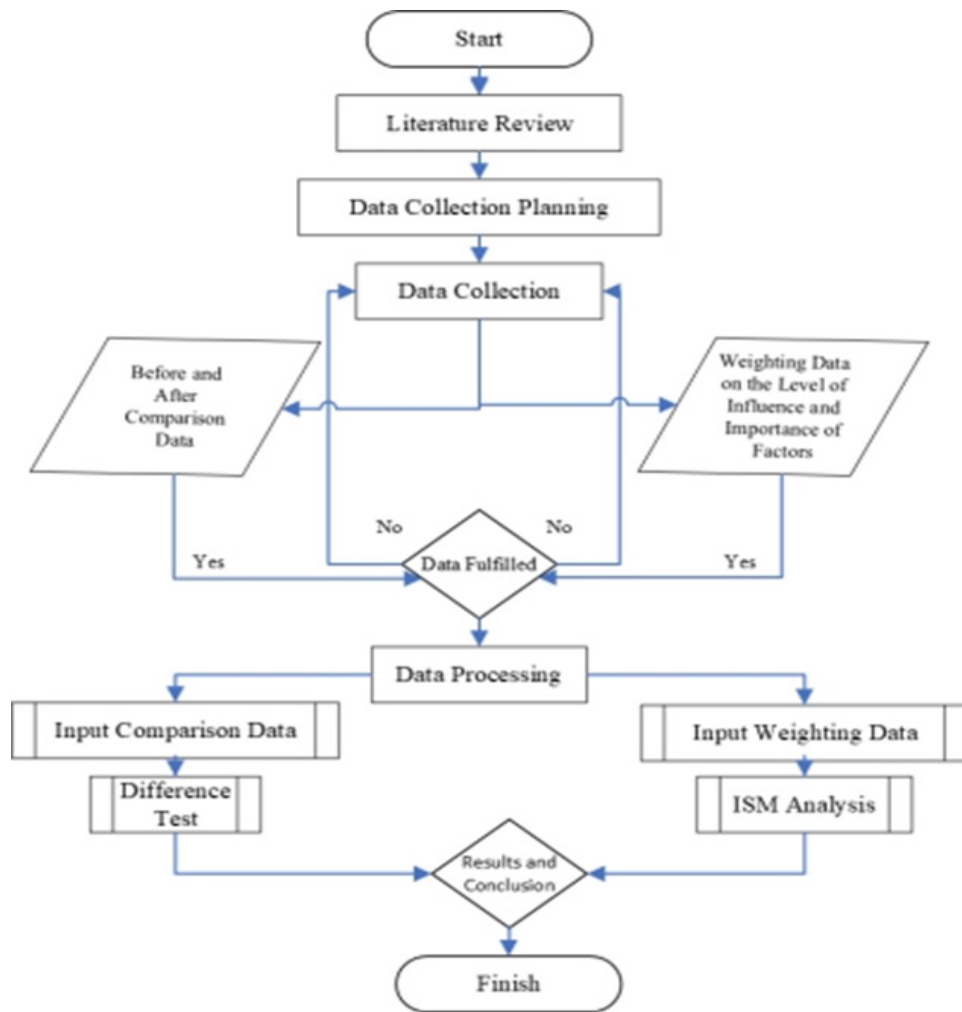 Start
Literature Review
Data Collection Planning
Data Collection
Before and
After
Comparison
Data
Weighting Data
on the Level of
Influence and
Importance of
Factors
No
No
Yes
Data Fulfilled
Yes
Data Processing
Input Comparison Data
Input Weighting Data
Difference
Test
ISM Analysis
Results and
Conclusion
Finish